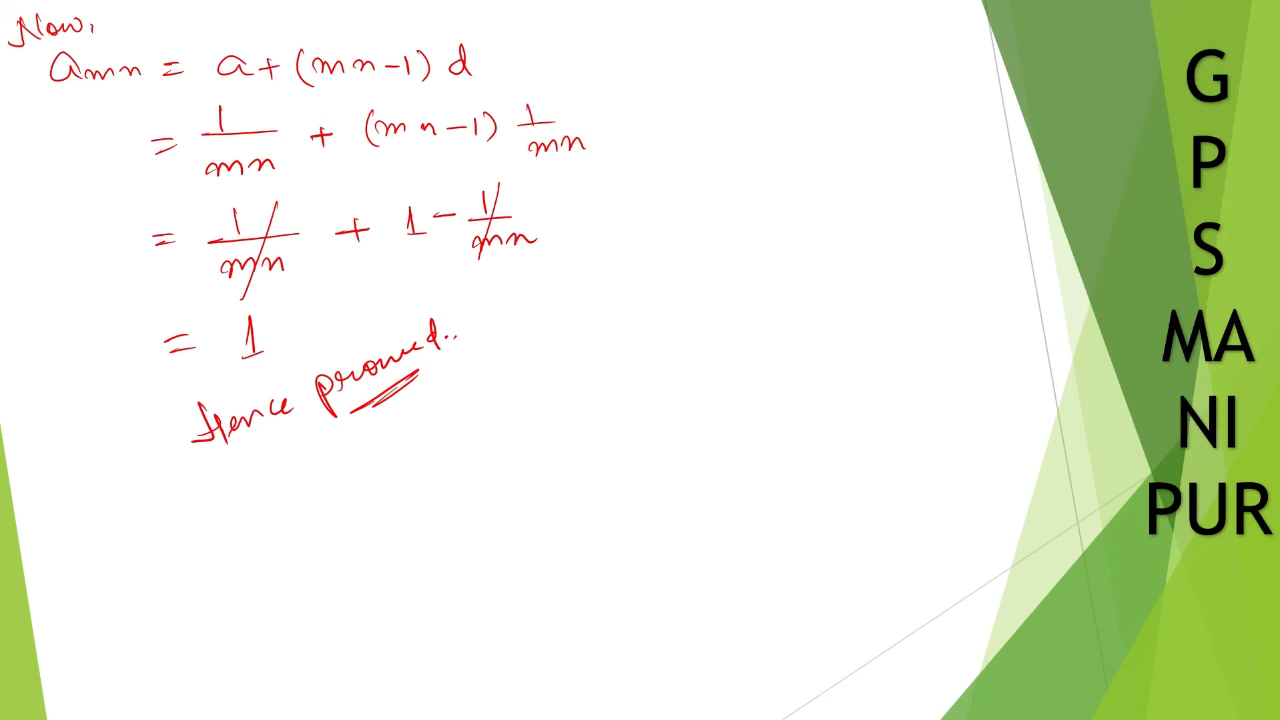 Now,
amn = a + (mn-1) d
= 1/mn + (mn-1) 1/mn
= 1/mn + 1 - 1/mn
= 1
Hence proved..
G
P
S
MA
NI
PUR